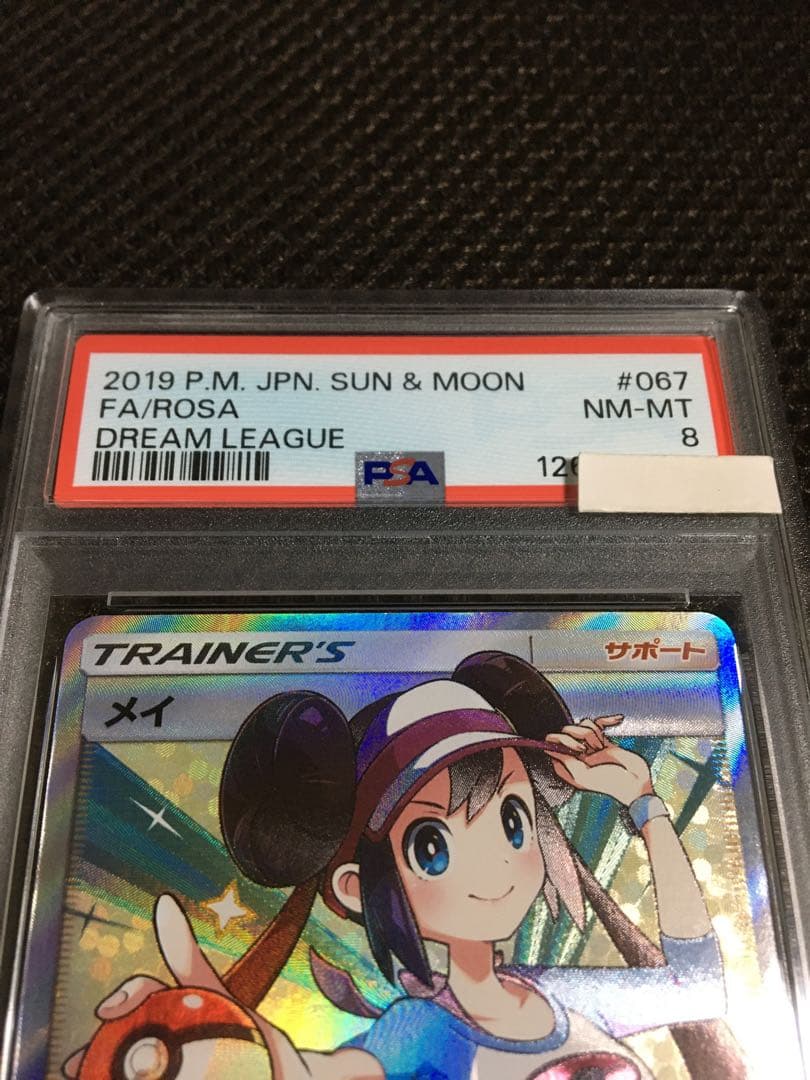 2019 P.M. JPN. SUN & MOON #067
FA/ROSA NM-MT
DREAM LEAGUE 8
PSA 126
TRAINER'S サポート
メイ